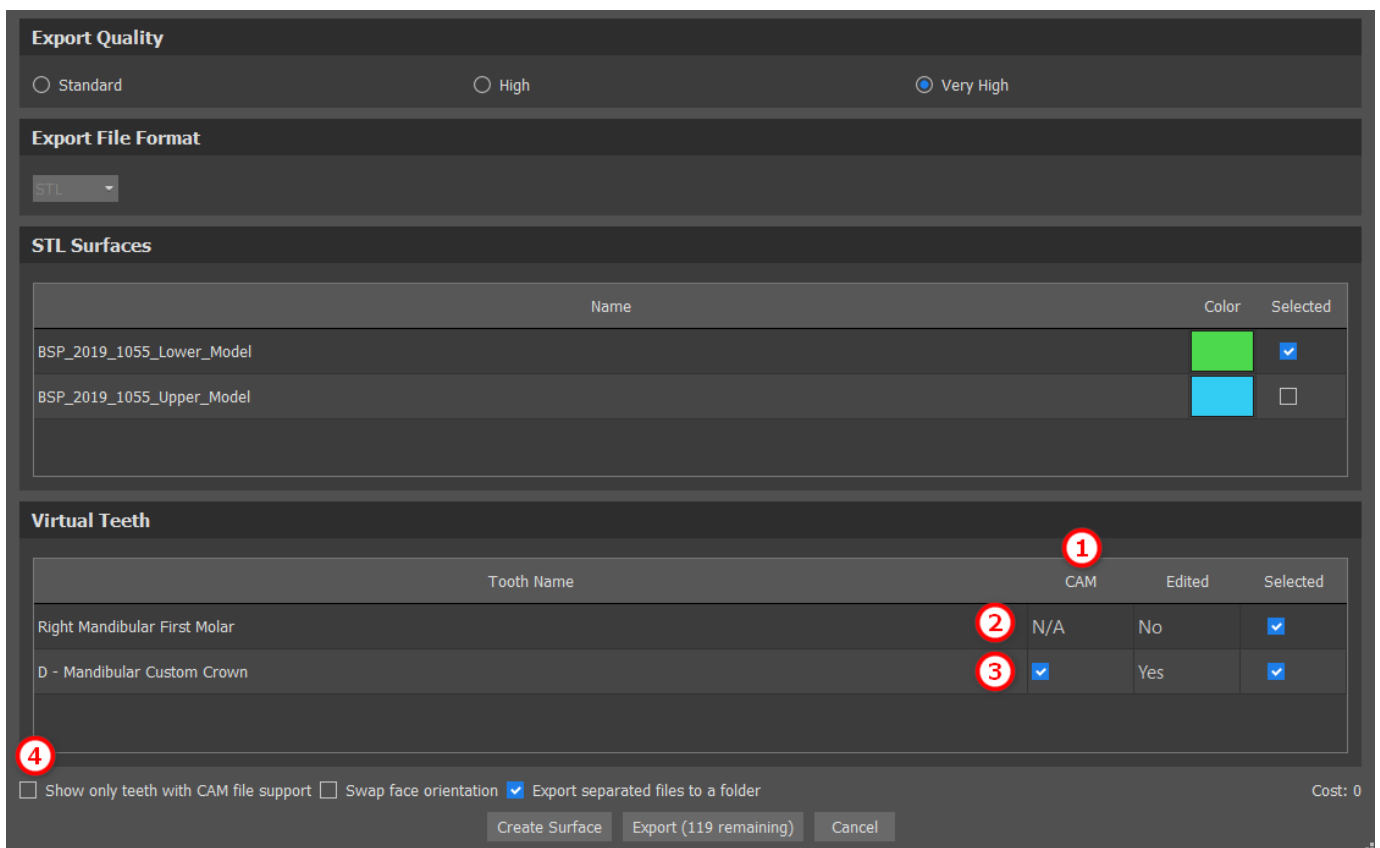 Export Quality
Standard High Very High
Export File Format
STL
STL Surfaces
Name Color Selected
BSP_2019_1055_Lower_Model
BSP_2019_1055_Upper_Model
Virtual Teeth
1
Tooth Name CAM Edited Selected
Right Mandibular First Molar 2 N/A No
D - Mandibular Custom Crown 3 Yes
4
Show only teeth with CAM file support Swap face orientation Export separated files to a folder Cost: 0
Create Surface Export (119 remaining) Cancel